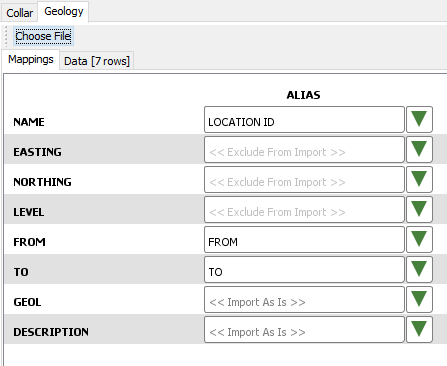 Collar Geology
Choose File
Mappings Data [7 rows]
ALIAS
NAME LOCATION ID
EASTING << Exclude From Import >>
NORTHING << Exclude From Import >>
LEVEL << Exclude From Import >>
FROM FROM
TO TO
GEOL << Import As Is >>
DESCRIPTION << Import As Is >>